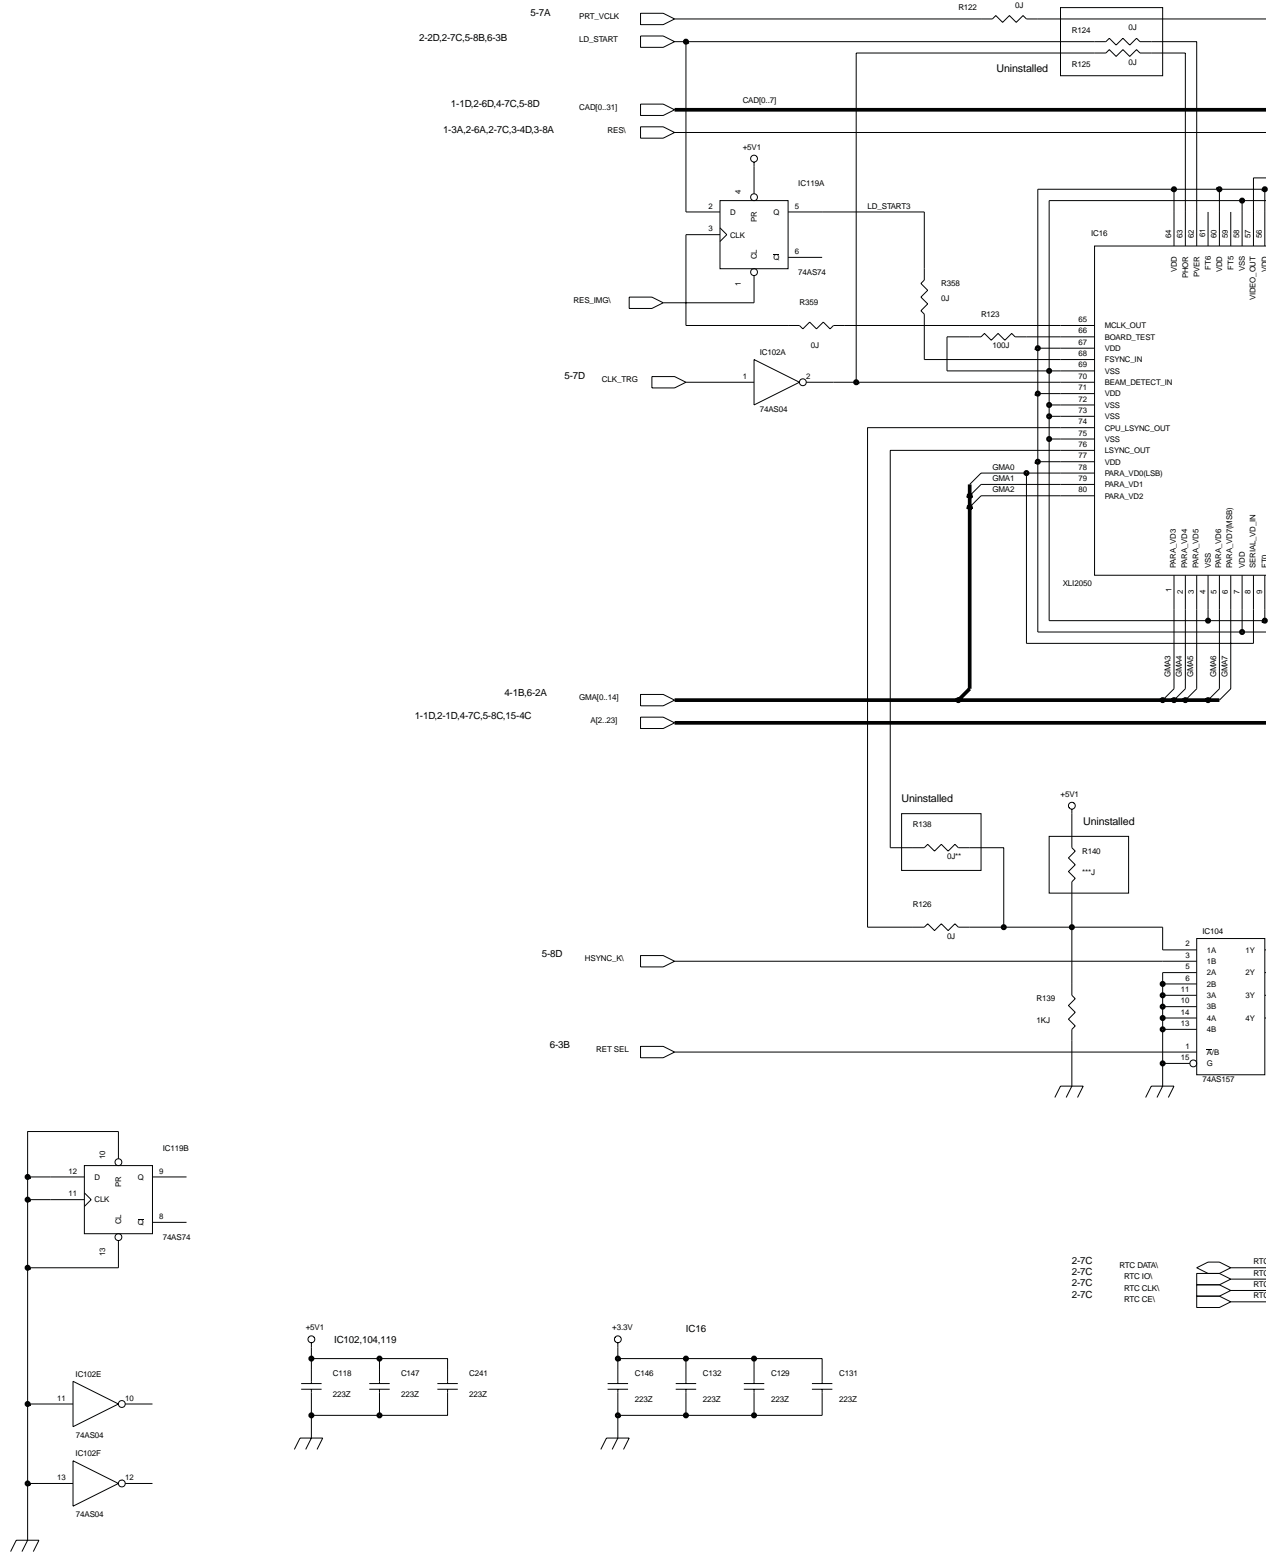 5-7A PRT_VCLK R122 0J
2-2D,2-7C,5-8B,6-3B LD_START R124 0J
R125 0J
Uninstalled
1-1D,2-6D,4-7C,5-8D CAD[0..31] CAD[0..7]
1-3A,2-6A,2-7C,3-4D,3-8A RES\
+5V1
IC119A
4
2 D PR Q 5 LD_START3
3 CLK
CL Q 6
74AS74
1
RES_IMG\
R358
0J
R359
0J
R123
100J
IC16
64 63 62 61 60 59 58 57 56
VDD PHOR PVER FT6 VDD FT5 VSS VIDEO_OUT VDD
65 MCLK_OUT
66 BOARD_TEST
67 VDD
68 FSYNC_IN
69 VSS
70 BEAM_DETECT_IN
71 VDD
72 VSS
73 VSS
74 CPU_LSYNC_OUT
75 VSS
76 LSYNC_OUT
77 VDD
GMA0 78 PARA_VD0(LSB)
GMA1 79 PARA_VD1
GMA2 80 PARA_VD2
IC102A
5-7D CLK_TRG 1 2
74AS04
PARA_VD3 PARA_VD4 PARA_VD5 VSS PARA_VD6 PARA_VD7(MSB) VDD SERIAL_VD_IN FT0
XLI2050
1 2 3 4 5 6 7 8 9
GMA3 GMA4 GMA5 GMA6 GMA7
4-1B,6-2A GMA[0..14]
1-1D,2-1D,4-7C,5-8C,15-4C A[2..23]
Uninstalled
R138
0J**
+5V1
Uninstalled
R140
***J
R126
0J
5-8D HSYNC_K\
R139
1KJ
6-3B RET SEL
IC104
2 1A 1Y
3 1B
5 2A 2Y
6 2B
11 3A 3Y
10 3B
14 4A 4Y
13 4B
1 A/B
15 G
74AS157
IC119B
10
12 D PR Q 9
11 CLK
CL Q 8
74AS74
13
2-7C RTC DATA\ RTC
2-7C RTC IO\ RTC
2-7C RTC CLK\ RTC
2-7C RTC CE\ RTC
+5V1 IC102,104,119
C118 C147 C241
223Z 223Z 223Z
+3.3V IC16
C146 C132 C129 C131
223Z 223Z 223Z 223Z
IC102E
11 10
74AS04
IC102F
13 12
74AS04